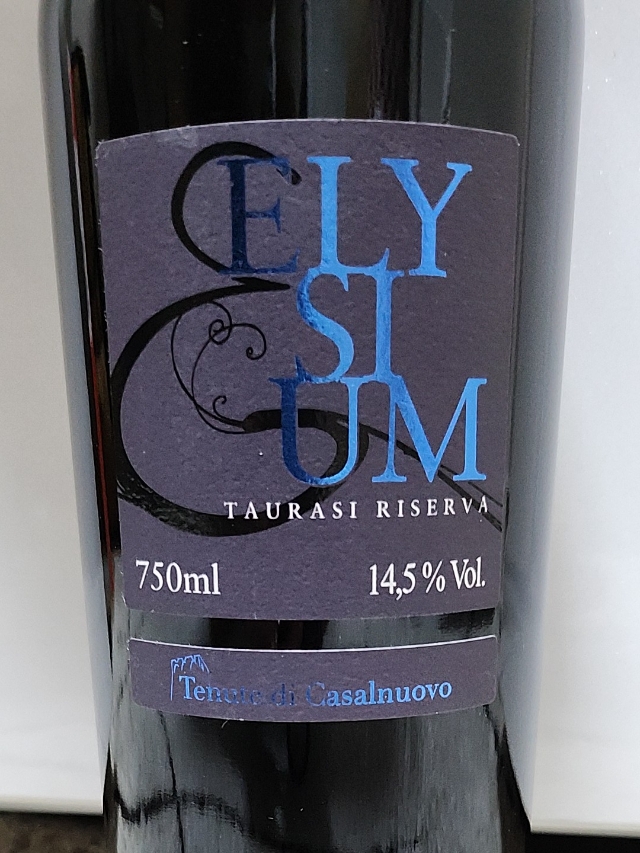 ELY
SI
UM
TAURASI RISERVA
750ml 14,5% Vol.
Tenute di Casalnuovo